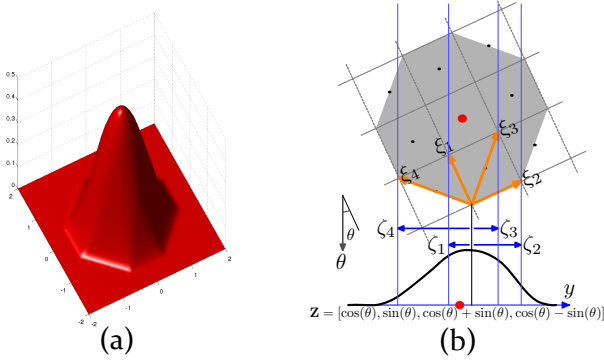 0.5
0.4
0.3
0.2
0.1
0
2
1
0
-1
-2
-2
-1
0
1
2
(a)
ξ3
ξ1
ξ4
ξ2
θ
θ
ζ4 ζ3
ζ1 ζ2
y
Z = [cos(θ), sin(θ), cos(θ) + sin(θ), cos(θ) − sin(θ)]
(b)